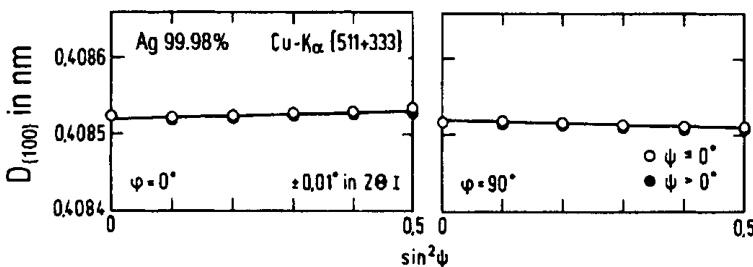 Ag 99.98% Cu-Kα {511+333}
D{100} in nm
0,4086
0,4085
0,4084
φ = 0° ±0,01° in 2Θ I
φ = 90°
○ ψ ≤ 0°
● ψ > 0°
0 0,5
0 0,5
sin²ψ